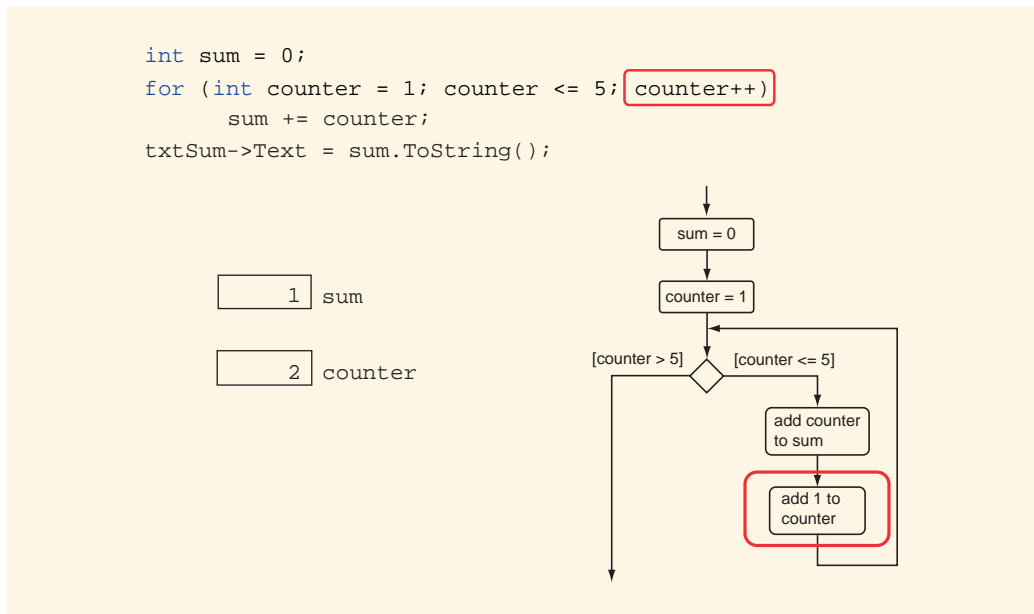 int sum = 0;
for (int counter = 1; counter <= 5; counter++)
sum += counter;
txtSum->Text = sum.ToString();
sum = 0
1 sum
counter = 1
2 counter
[counter > 5]
[counter <= 5]
add counter
to sum
add 1 to
counter